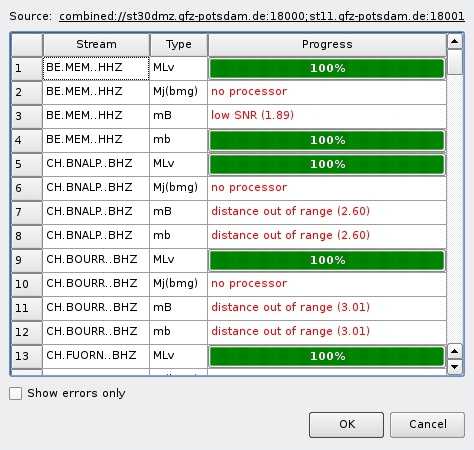 Source: combined://st30dmz.gfz-potsdam.de:18000;st11.gfz-potsdam.de:18001
Stream Type Progress
1 BE.MEM..HHZ MLv 100%
2 BE.MEM..HHZ Mj(bmg) no processor
3 BE.MEM..HHZ mB low SNR (1.89)
4 BE.MEM..HHZ mb 100%
5 CH.BNALP..BHZ MLv 100%
6 CH.BNALP..BHZ Mj(bmg) no processor
7 CH.BNALP..BHZ mB distance out of range (2.60)
8 CH.BNALP..BHZ mb distance out of range (2.60)
9 CH.BOURR..BHZ MLv 100%
10 CH.BOURR..BHZ Mj(bmg) no processor
11 CH.BOURR..BHZ mB distance out of range (3.01)
12 CH.BOURR..BHZ mb distance out of range (3.01)
13 CH.FUORN..BHZ MLv 100%
Show errors only
OK Cancel